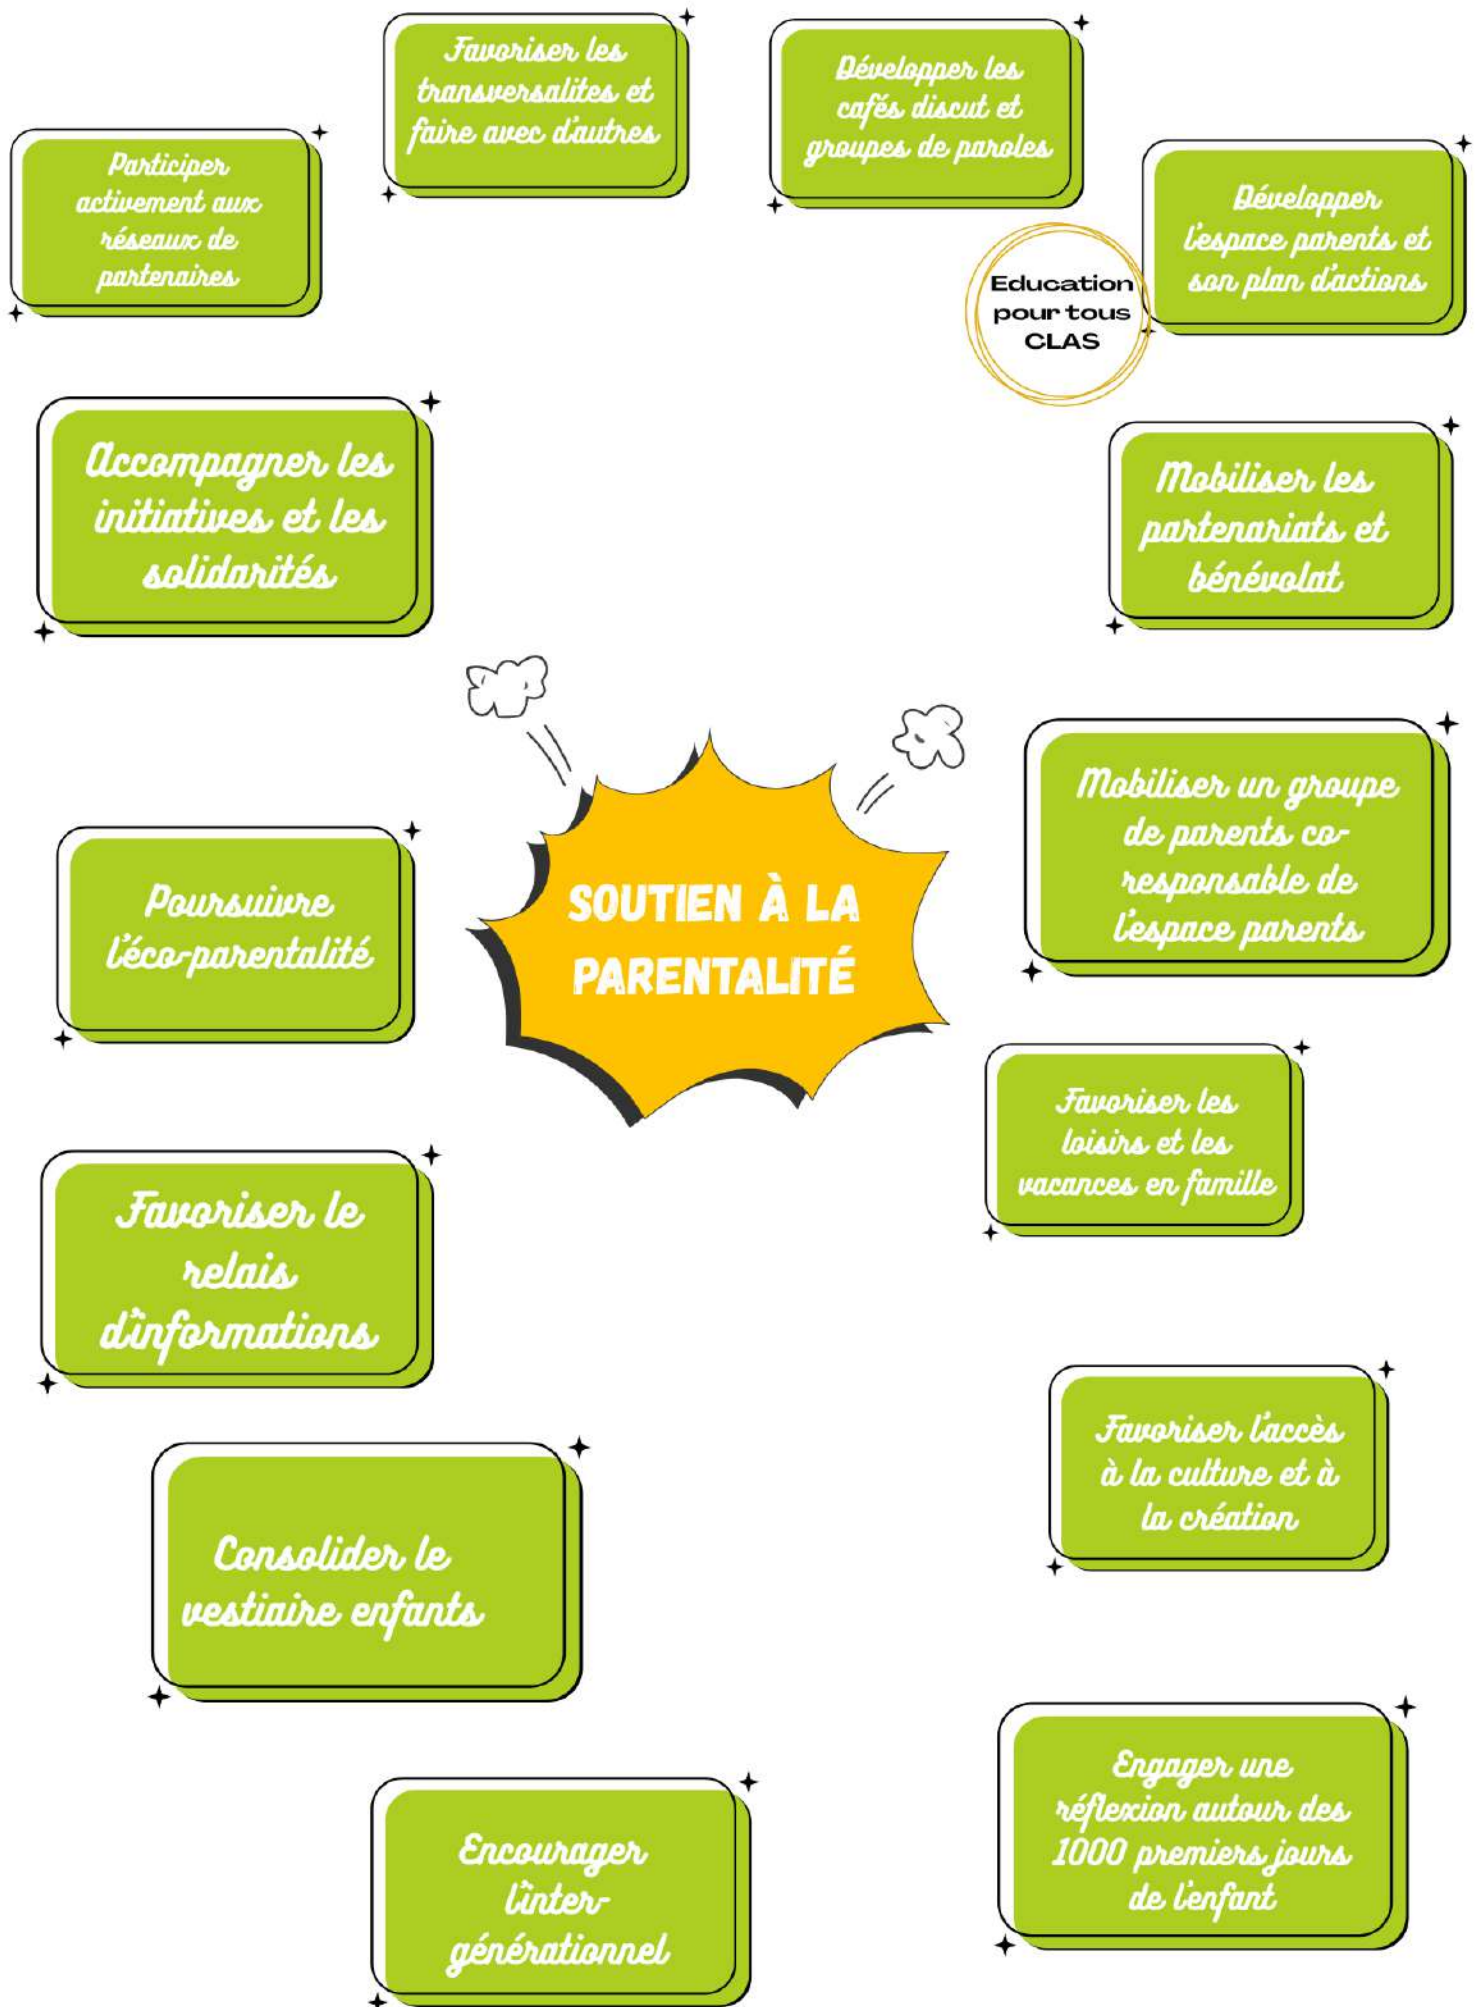 Favoriser les
transversalites et
faire avec d'autres
Développer les
cafés discut et
groupes de paroles
Participer
activement aux
réseaux de
partenaires
Développer
l'espace parents et
son plan d'actions
Education
pour tous
CLAS
Accompagner les
initiatives et les
solidarités
Mobiliser les
partenariats et
bénévolat
Mobiliser un groupe
de parents co-
responsable de
l'espace parents
SOUTIEN À LA
PARENTALITÉ
Poursuivre
l'éco-parentalité
Favoriser les
loisirs et les
vacances en famille
Favoriser le
relais
d'informations
Favoriser l'accès
à la culture et à
la création
Consolider le
vestiaire enfants
Engager une
réflexion autour des
1000 premiers jours
de l'enfant
Encourager
l'inter-
générationnel